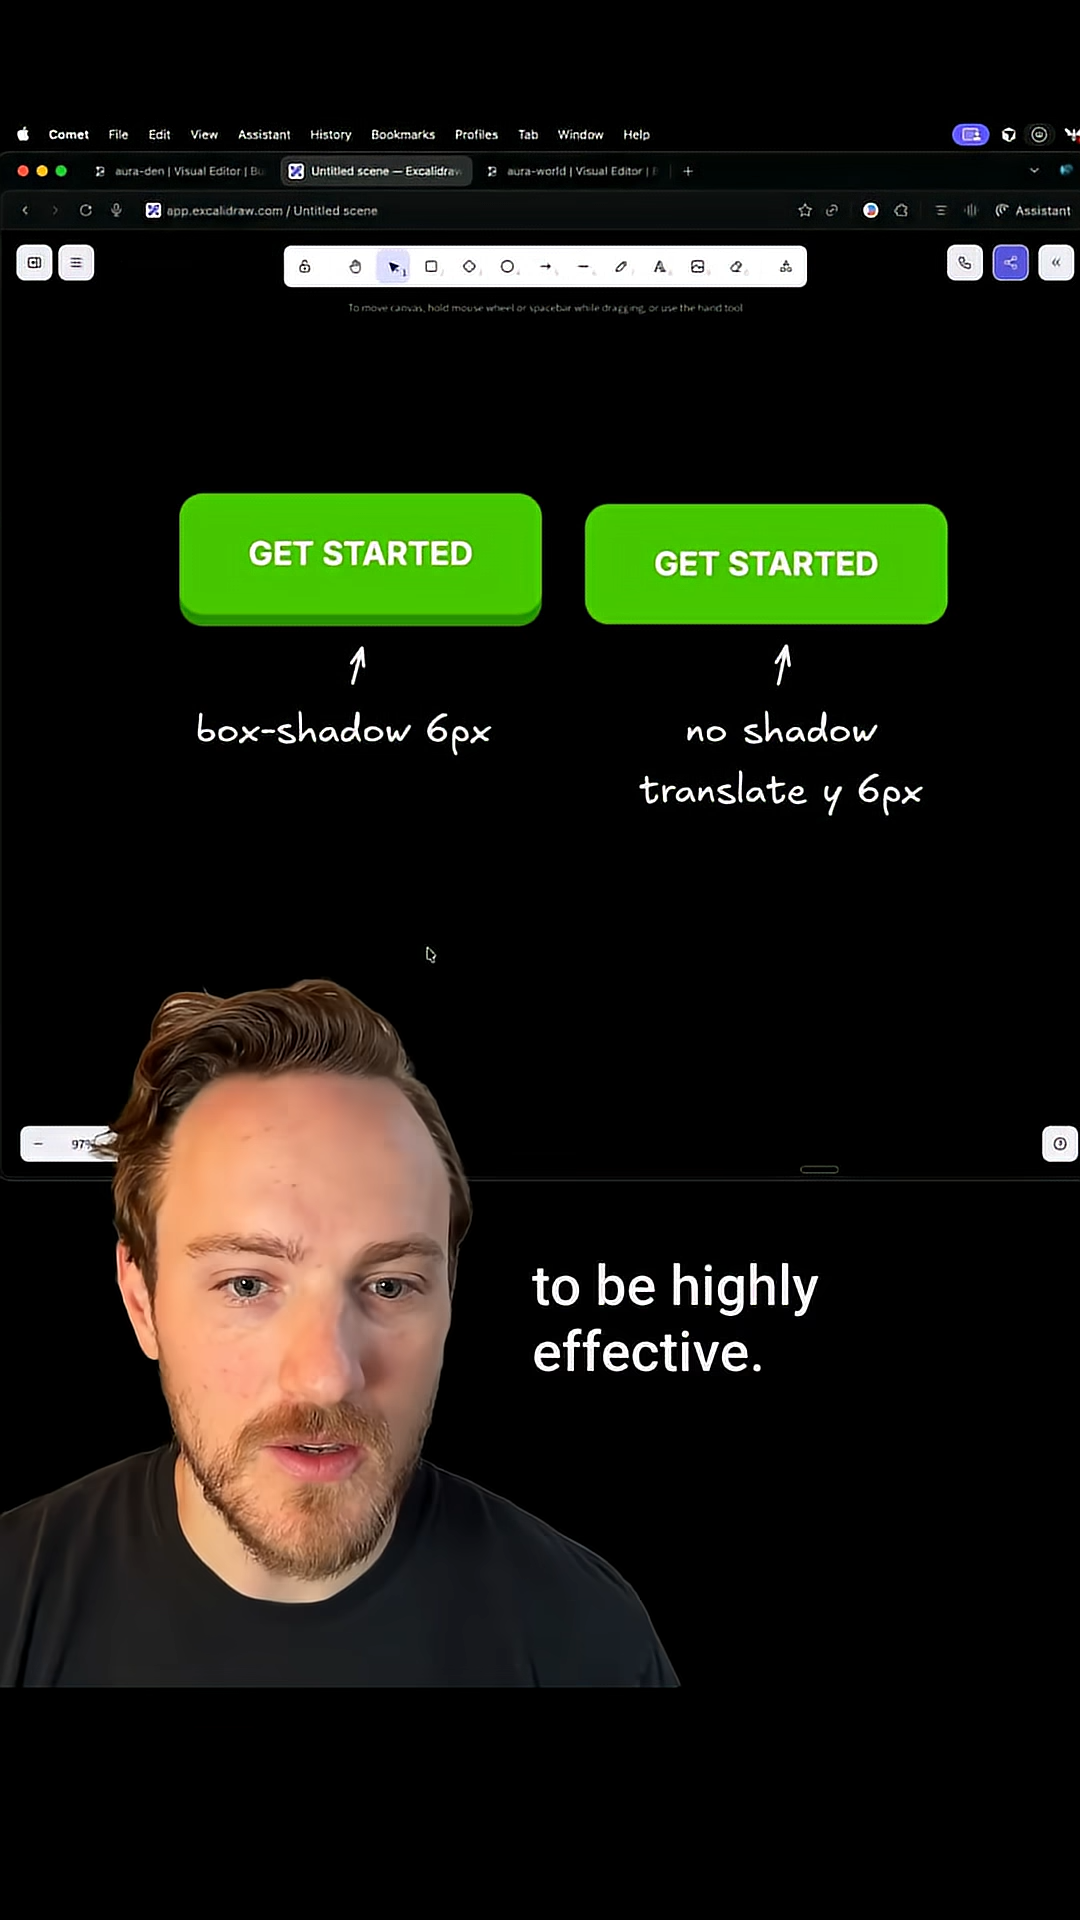 Comet File Edit View Assistant History Bookmarks Profiles Tab Window Help
aura-den | Visual Editor | Bu
Untitled scene — Excalidraw
aura-world | Visual Editor |
app.excalidraw.com / Untitled scene
Assistant
To move canvas, hold mouse wheel or spacebar while dragging, or use the hand tool
GET STARTED
GET STARTED
box-shadow 6px
no shadow
translate y 6px
97%
to be highly
effective.